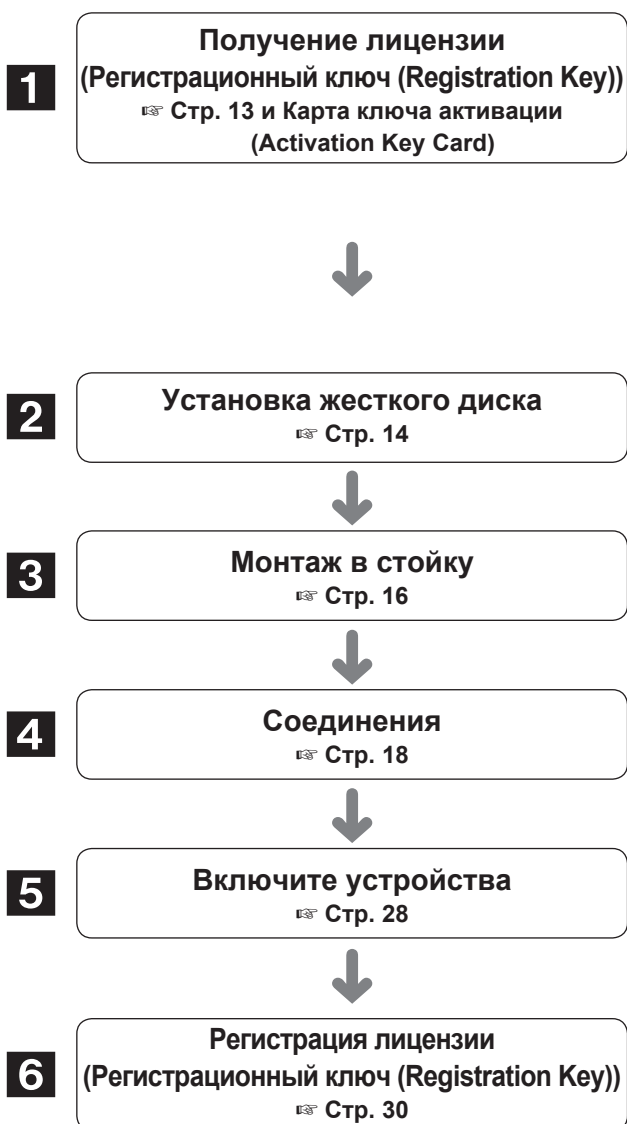 1
Получение лицензии
(Регистрационный ключ (Registration Key))
☞ Стр. 13 и Карта ключа активации
(Activation Key Card)
2
Установка жесткого диска
☞ Стр. 14
3
Монтаж в стойку
☞ Стр. 16
4
Соединения
☞ Стр. 18
5
Включите устройства
☞ Стр. 28
6
Регистрация лицензии
(Регистрационный ключ (Registration Key))
☞ Стр. 30